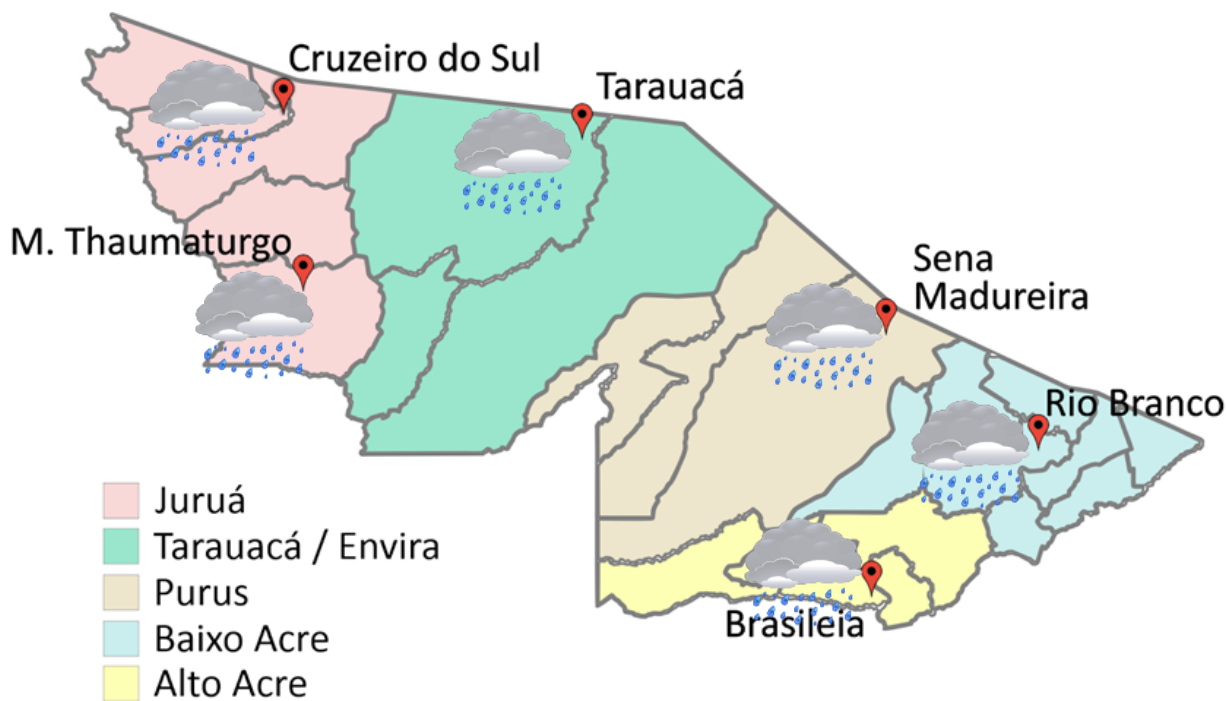 Cruzeiro do Sul
Tarauacá
M. Thaumaturgo
Sena
Madureira
Rio Branco
Brasileia
Juruá
Tarauacá / Envira
Purus
Baixo Acre
Alto Acre